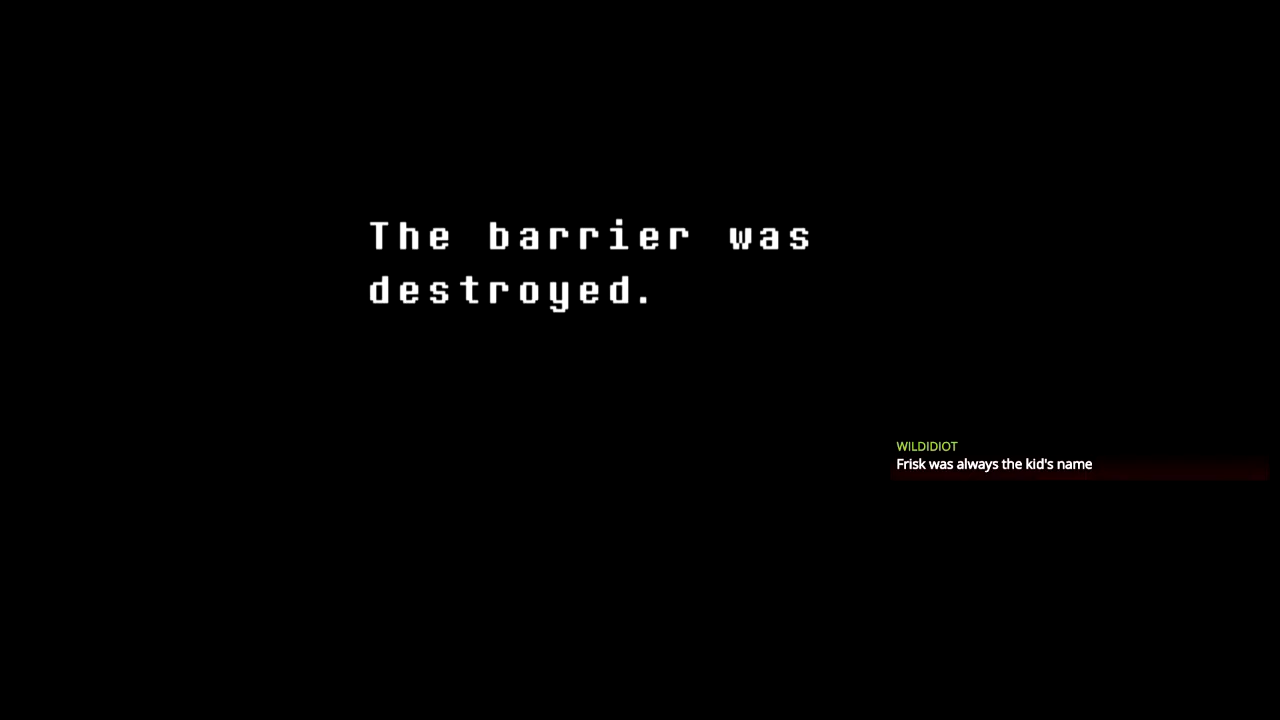 The barrier was
destroyed.
WILDIDIOT
Frisk was always the kid's name